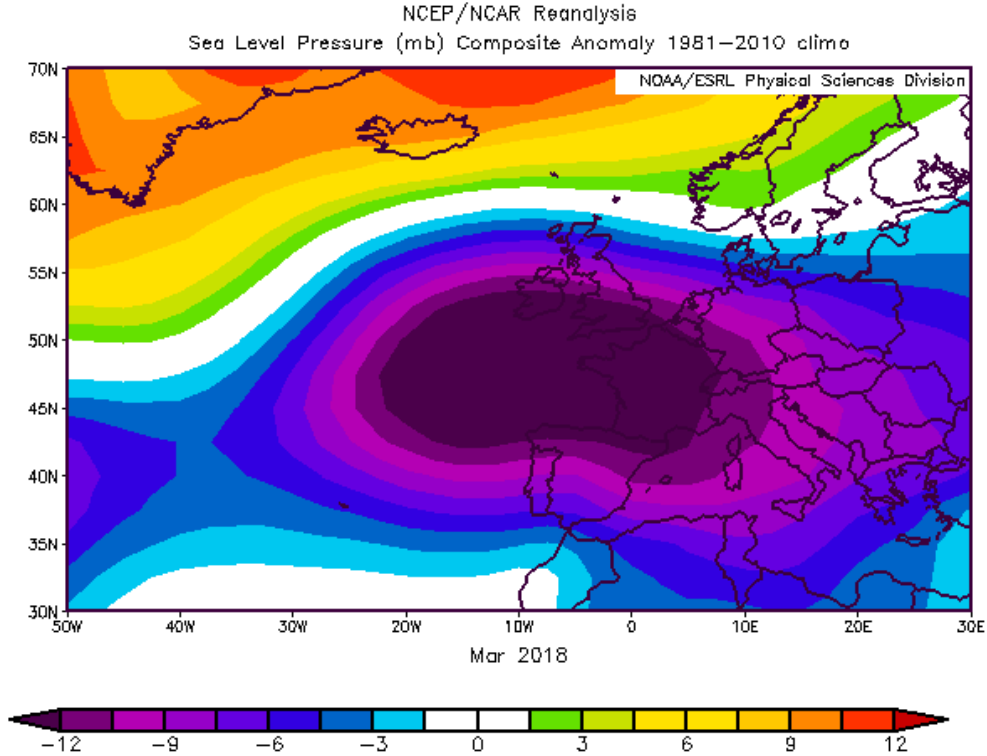 NCEP/NCAR Reanalysis
Sea Level Pressure (mb) Composite Anomaly 1981-2010 climo
NOAA/ESRL Physical Sciences Division
70N
65N
60N
55N
50N
45N
40N
35N
30N
50W 40W 30W 20W 10W 0 10E 20E 30E
Mar 2018
-12 -9 -6 -3 0 3 6 9 12